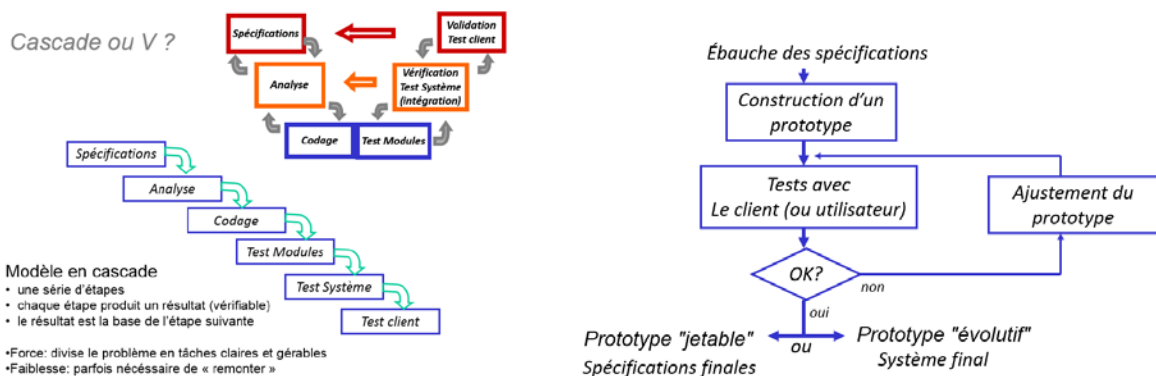 Cascade ou V ?
Spécifications
Validation
Test client
Analyse
Vérification
Test Système
(intégration)
Codage
Test Modules
Spécifications
Analyse
Codage
Test Modules
Test Système
Test client
Modèle en cascade
• une série d'étapes
• chaque étape produit un résultat (vérifiable)
• le résultat est la base de l'étape suivante
•Force: divise le problème en tâches claires et gérables
•Faiblesse: parfois nécessaire de « remonter »
Ébauche des spécifications
Construction d'un
prototype
Tests avec
Le client (ou utilisateur)
Ajustement du
prototype
OK?
non
oui
Prototype "jetable"
Spécifications finales
ou
Prototype "évolutif"
Système final